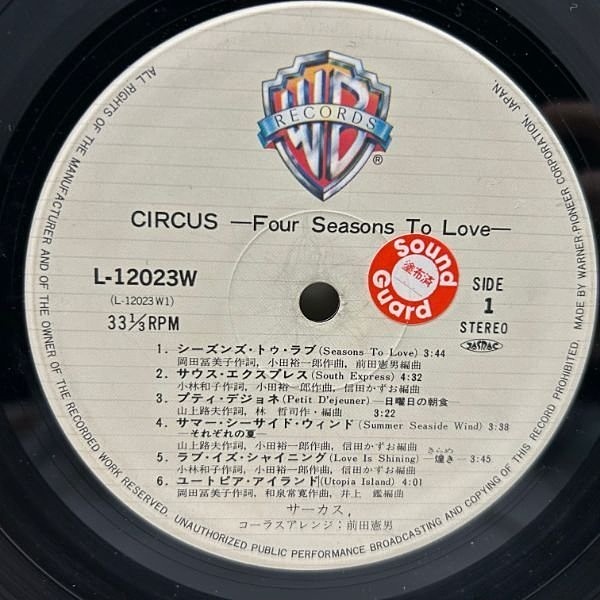 WB
RECORDS
®
CIRCUS —Four Seasons To Love—
L-12023W
(L-12023W1)
33⅓RPM
Sound
塗布済
Guard
SIDE
1
STEREO
JASRAC
1. シーズンズ・トゥ・ラブ(Seasons To Love) 3:44
岡田冨美子作詞, 小田裕一郎作曲, 前田憲男編曲
2. サウス・エクスプレス(South Express) 4:32
小林和子作詞, 小田裕一郎作曲, 信田かずお編曲
3. プティ・デジョネ(Petit D'ejeuner)—日曜日の朝食
山上路夫作詞, 林 哲司作・編曲 3:22
4. サマー・シーサイド・ウィンド(Summer Seaside Wind) 3:38
—それぞれの夏—
山上路夫作詞, 小田裕一郎作曲, 信田かずお編曲
きらめ
5. ラブ・イズ・シャイニング(Love Is Shining)—煌き—3:45
小林和子作詞, 小田裕一郎作曲, 信田かずお編曲
6. ユートピア・アイランド(Utopia Island) 4:01
岡田冨美子作詞, 和泉常寛作曲, 井上 鑑編曲
サーカス,
コーラスアレンジ:前田憲男
ALL RIGHTS OF THE MANUFACTURER AND OF THE OWNER OF THE RECORDED WORK RESERVED. UNAUTHORIZED PUBLIC PERFORMANCE BROADCASTING AND COPYING OF THIS RECORD PROHIBITED. MADE BY WARNER-PIONEER CORPORATION, JAPAN.